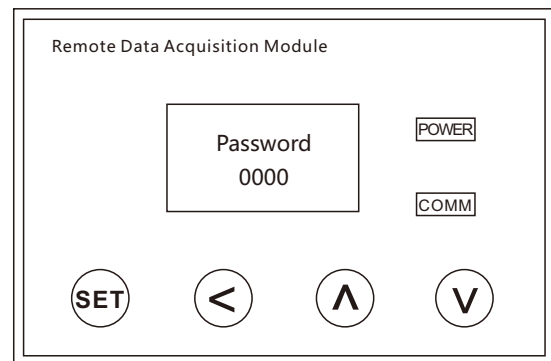 Remote Data Acquisition Module
Password
0000
POWER
COMM
SET < ∧ ∨